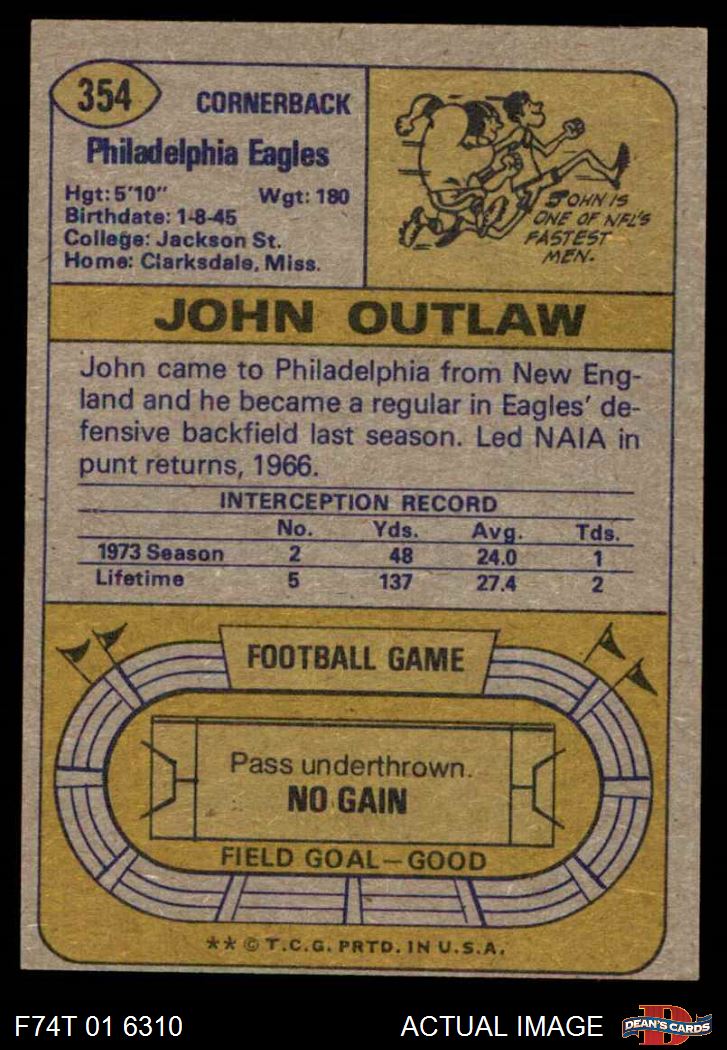 354
CORNERBACK
Philadelphia Eagles
Hgt: 5'10" Wgt: 180
Birthdate: 1-8-45
College: Jackson St.
Home: Clarksdale, Miss.
JOHN IS
ONE OF NFL'S
FASTEST
MEN.
JOHN OUTLAW
John came to Philadelphia from New Eng-
land and he became a regular in Eagles' de-
fensive backfield last season. Led NAIA in
punt returns, 1966.
INTERCEPTION RECORD
No. Yds. Avg. Tds.
1973 Season 2 48 24.0 1
Lifetime 5 137 27.4 2
FOOTBALL GAME
Pass underthrown.
NO GAIN
FIELD GOAL—GOOD
** © T.C.G. PRTD. IN U.S.A.
F74T 01 6310 ACTUAL IMAGE
D
DEAN'S CARDS